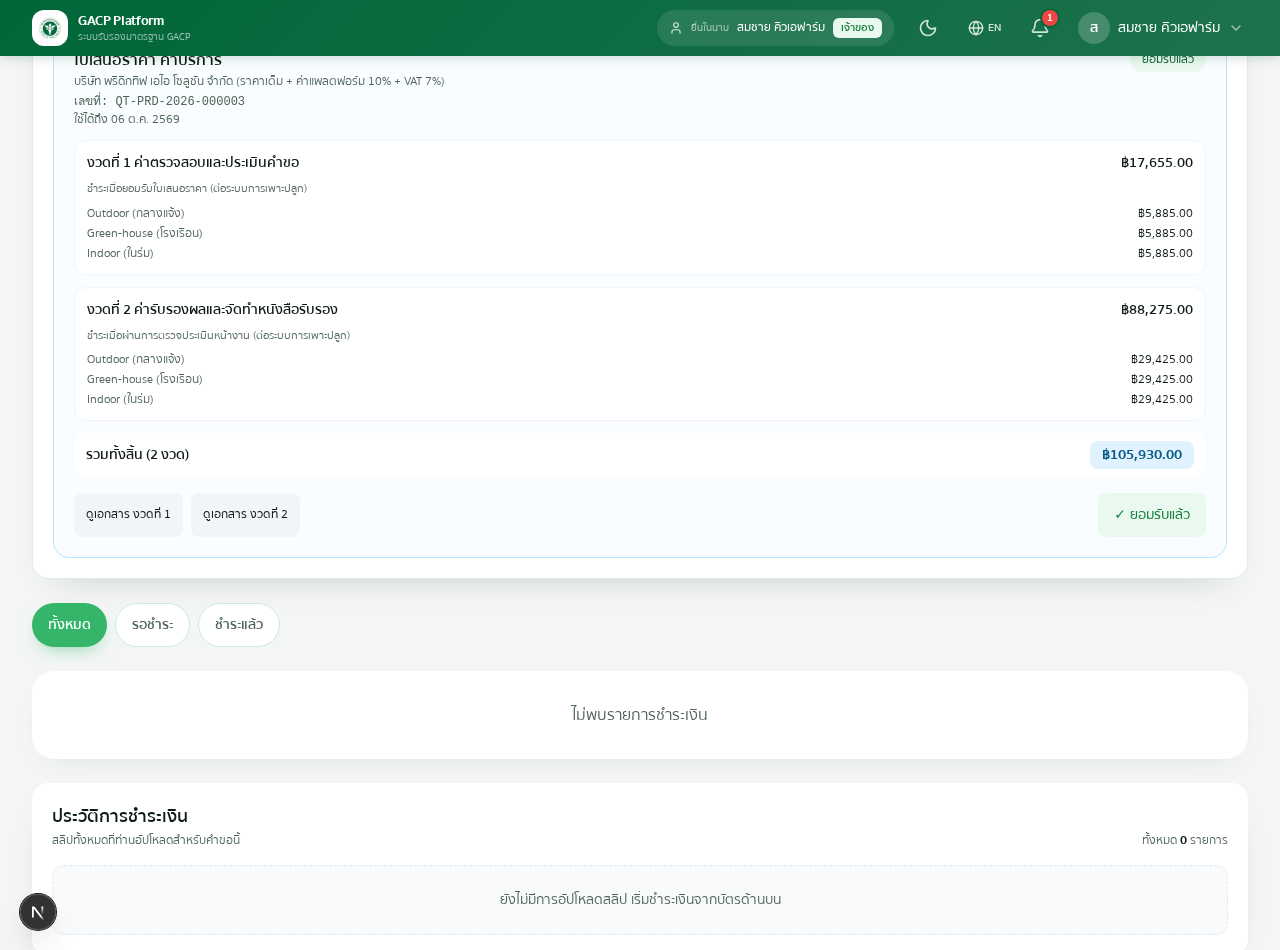 GACP Platform
ระบบรับรองมาตรฐาน GACP
ยื่นในนาม สมชาย คิวเอฟาร์ม เจ้าของ
EN
1
ส สมชาย คิวเอฟาร์ม
ใบเสนอราคา ค่าบริการ
ยอมรับแล้ว
บริษัท พรีดิกทีฟ เอไอ โซลูชัน จำกัด (ราคาเต็ม + ค่าแพลตฟอร์ม 10% + VAT 7%)
เลขที่: QT-PRD-2026-000003
ใช้ได้ถึง 06 ต.ค. 2569
งวดที่ 1 ค่าตรวจสอบและประเมินคำขอ ฿17,655.00
ชำระเมื่อยอมรับใบเสนอราคา (ต่อระบบการเพาะปลูก)
Outdoor (กลางแจ้ง) ฿5,885.00
Green-house (โรงเรือน) ฿5,885.00
Indoor (ในร่ม) ฿5,885.00
งวดที่ 2 ค่ารับรองผลและจัดทำหนังสือรับรอง ฿88,275.00
ชำระเมื่อผ่านการตรวจประเมินหน้างาน (ต่อระบบการเพาะปลูก)
Outdoor (กลางแจ้ง) ฿29,425.00
Green-house (โรงเรือน) ฿29,425.00
Indoor (ในร่ม) ฿29,425.00
รวมทั้งสิ้น (2 งวด) ฿105,930.00
ดูเอกสาร งวดที่ 1 ดูเอกสาร งวดที่ 2 ✓ ยอมรับแล้ว
ทั้งหมด รอชำระ ชำระแล้ว
ไม่พบรายการชำระเงิน
ประวัติการชำระเงิน
สลิปทั้งหมดที่ท่านอัปโหลดสำหรับคำขอนี้ ทั้งหมด 0 รายการ
ยังไม่มีการอัปโหลดสลิป เริ่มชำระเงินจากบัตรด้านบน
N